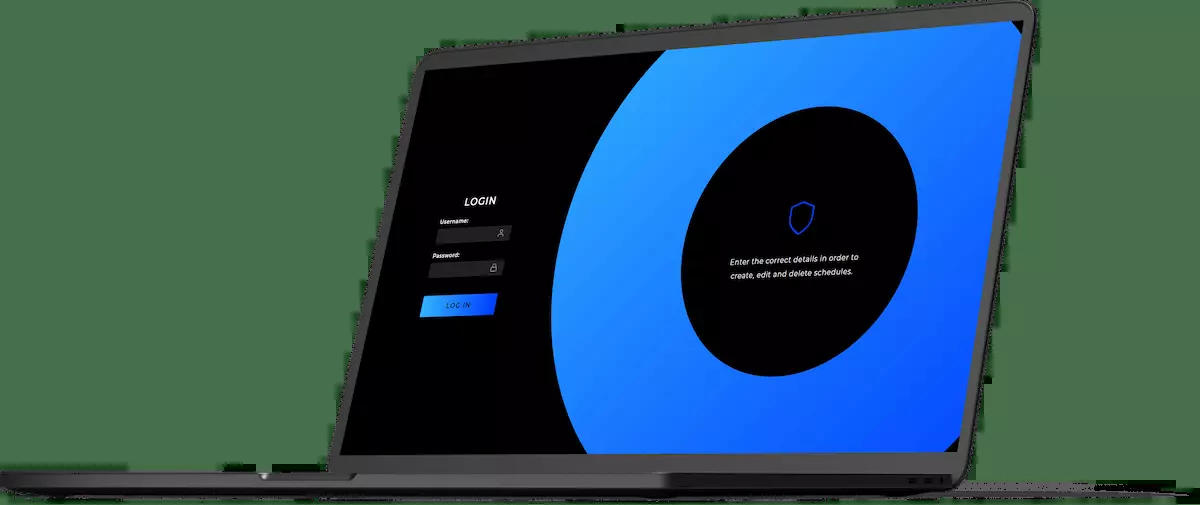 LOGIN
Username:
Password:
LOG IN
Enter the correct details in order to
create, edit and delete schedules.